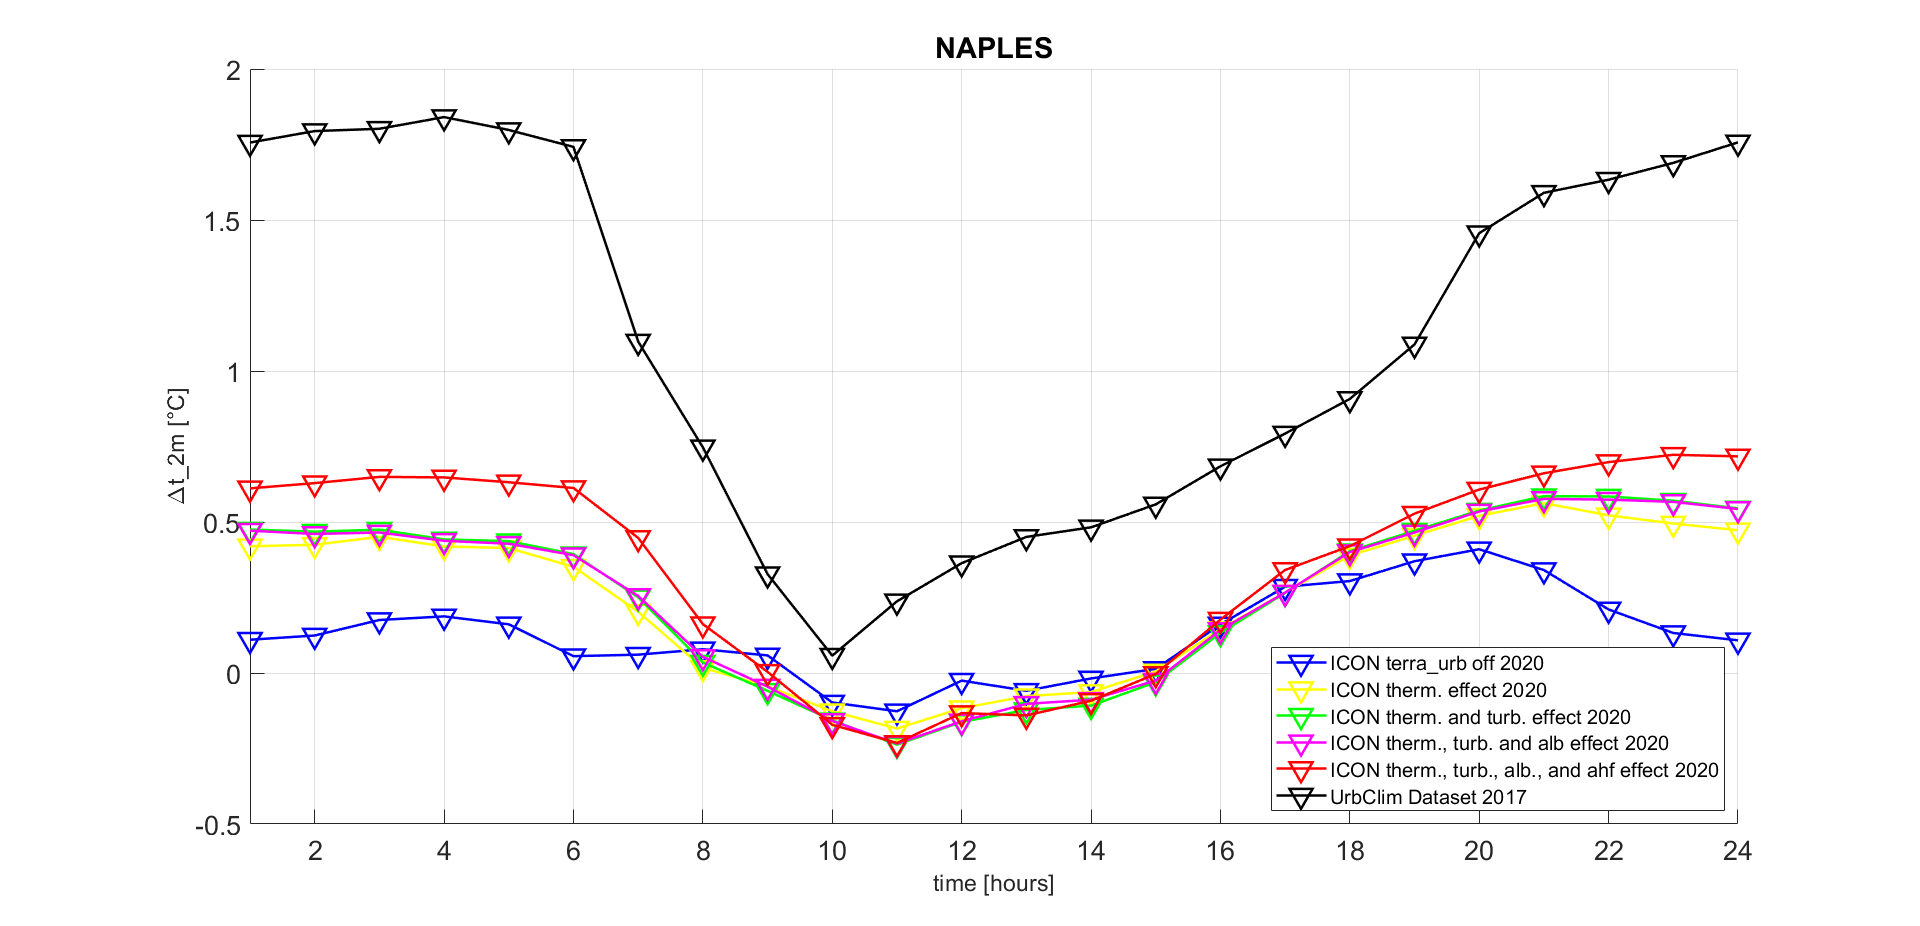 NAPLES
2
1.5
1
0.5
0
-0.5
Δt_2m [°C]
2 4 6 8 10 12 14 16 18 20 22 24
time [hours]
ICON terra_urb off 2020
ICON therm. effect 2020
ICON therm. and turb. effect 2020
ICON therm., turb. and alb effect 2020
ICON therm., turb., alb., and ahf effect 2020
UrbClim Dataset 2017